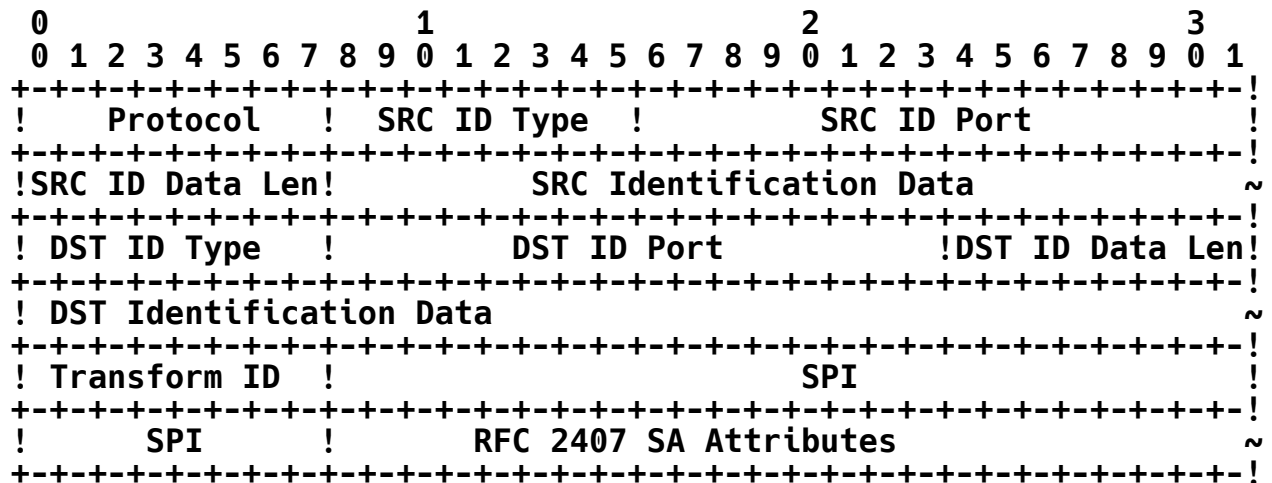 0                   1                   2                   3
 0 1 2 3 4 5 6 7 8 9 0 1 2 3 4 5 6 7 8 9 0 1 2 3 4 5 6 7 8 9 0 1
+-+-+-+-+-+-+-+-+-+-+-+-+-+-+-+-+-+-+-+-+-+-+-+-+-+-+-+-+-+-+-+-!
!    Protocol   !  SRC ID Type  !         SRC ID Port           !
+-+-+-+-+-+-+-+-+-+-+-+-+-+-+-+-+-+-+-+-+-+-+-+-+-+-+-+-+-+-+-+-!
!SRC ID Data Len!          SRC Identification Data              ~
+-+-+-+-+-+-+-+-+-+-+-+-+-+-+-+-+-+-+-+-+-+-+-+-+-+-+-+-+-+-+-+-!
! DST ID Type   !         DST ID Port           !DST ID Data Len!
+-+-+-+-+-+-+-+-+-+-+-+-+-+-+-+-+-+-+-+-+-+-+-+-+-+-+-+-+-+-+-+-!
! DST Identification Data                                       ~
+-+-+-+-+-+-+-+-+-+-+-+-+-+-+-+-+-+-+-+-+-+-+-+-+-+-+-+-+-+-+-+-!
! Transform ID  !                        SPI                    !
+-+-+-+-+-+-+-+-+-+-+-+-+-+-+-+-+-+-+-+-+-+-+-+-+-+-+-+-+-+-+-+-!
!      SPI      !       RFC 2407 SA Attributes                  ~
+-+-+-+-+-+-+-+-+-+-+-+-+-+-+-+-+-+-+-+-+-+-+-+-+-+-+-+-+-+-+-+-!